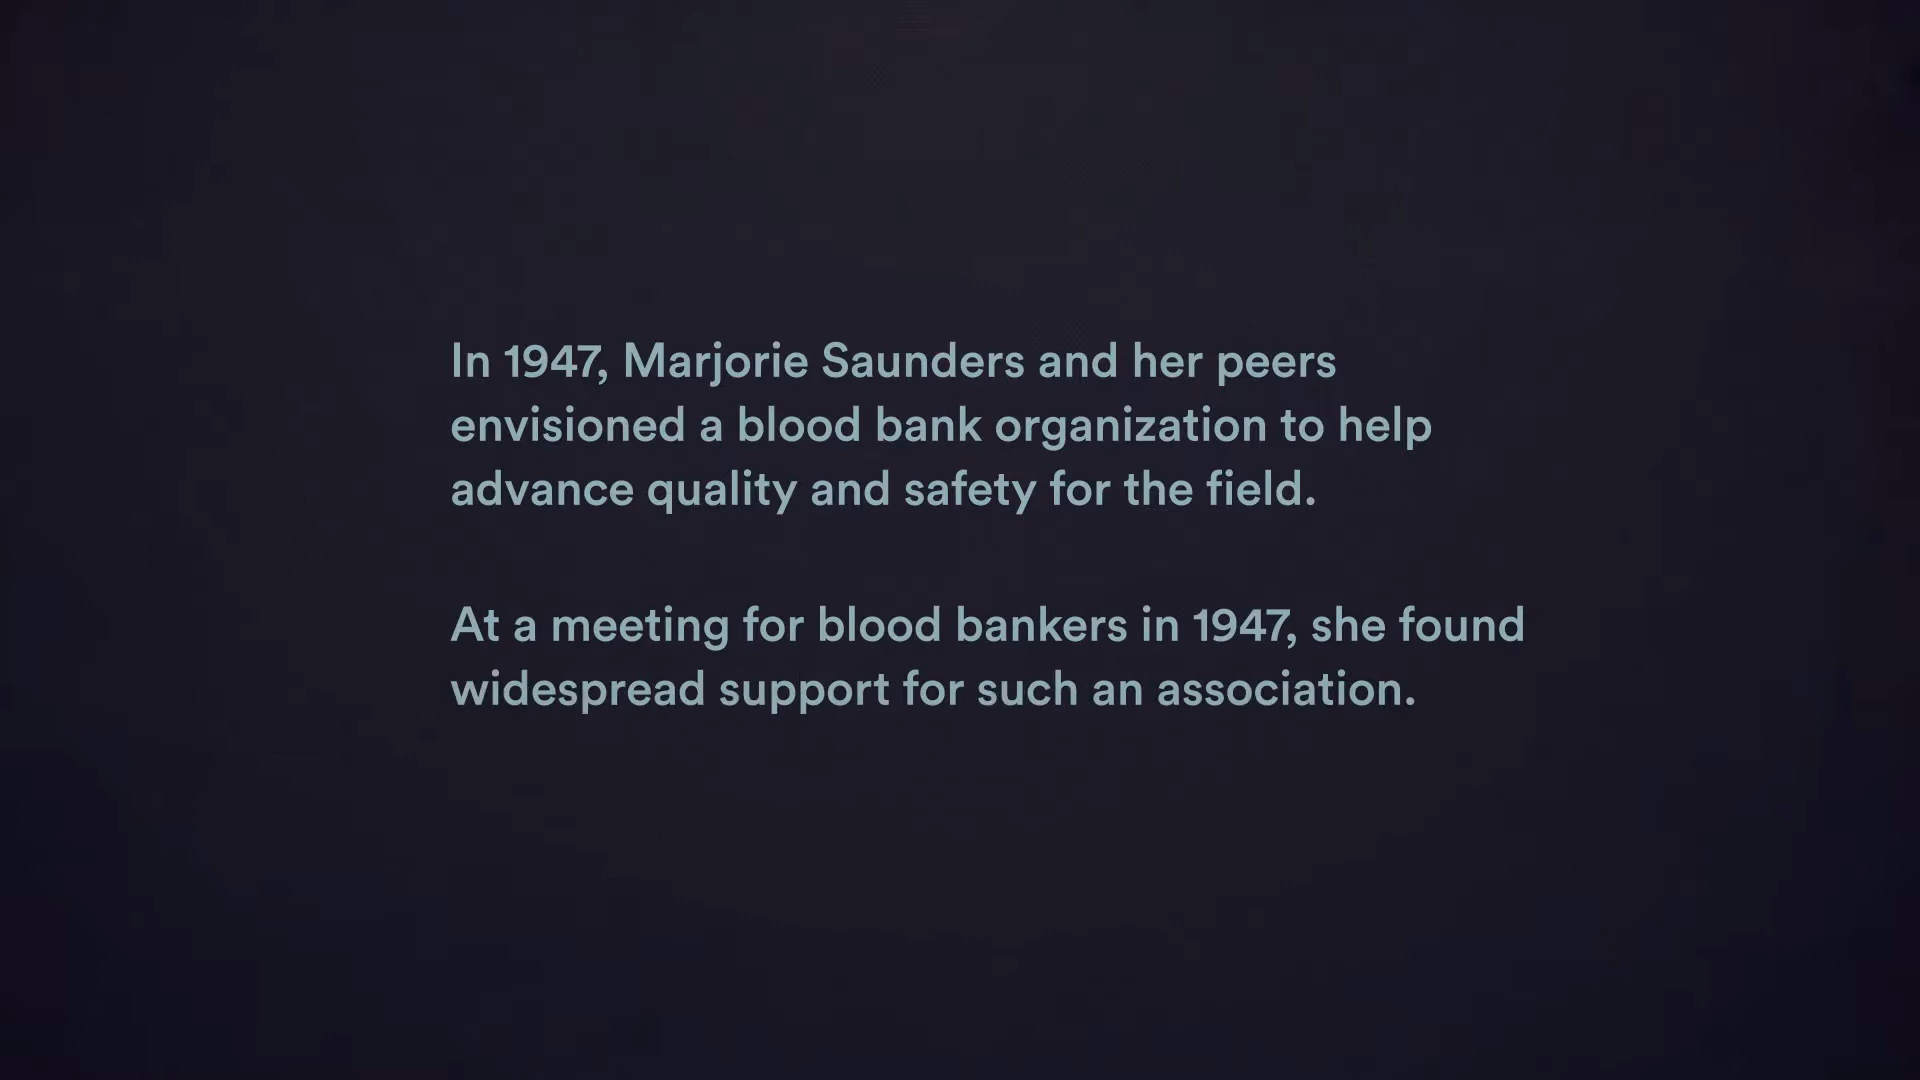 In 1947, Marjorie Saunders and her peers
envisioned a blood bank organization to help
advance quality and safety for the field.
At a meeting for blood bankers in 1947, she found
widespread support for such an association.